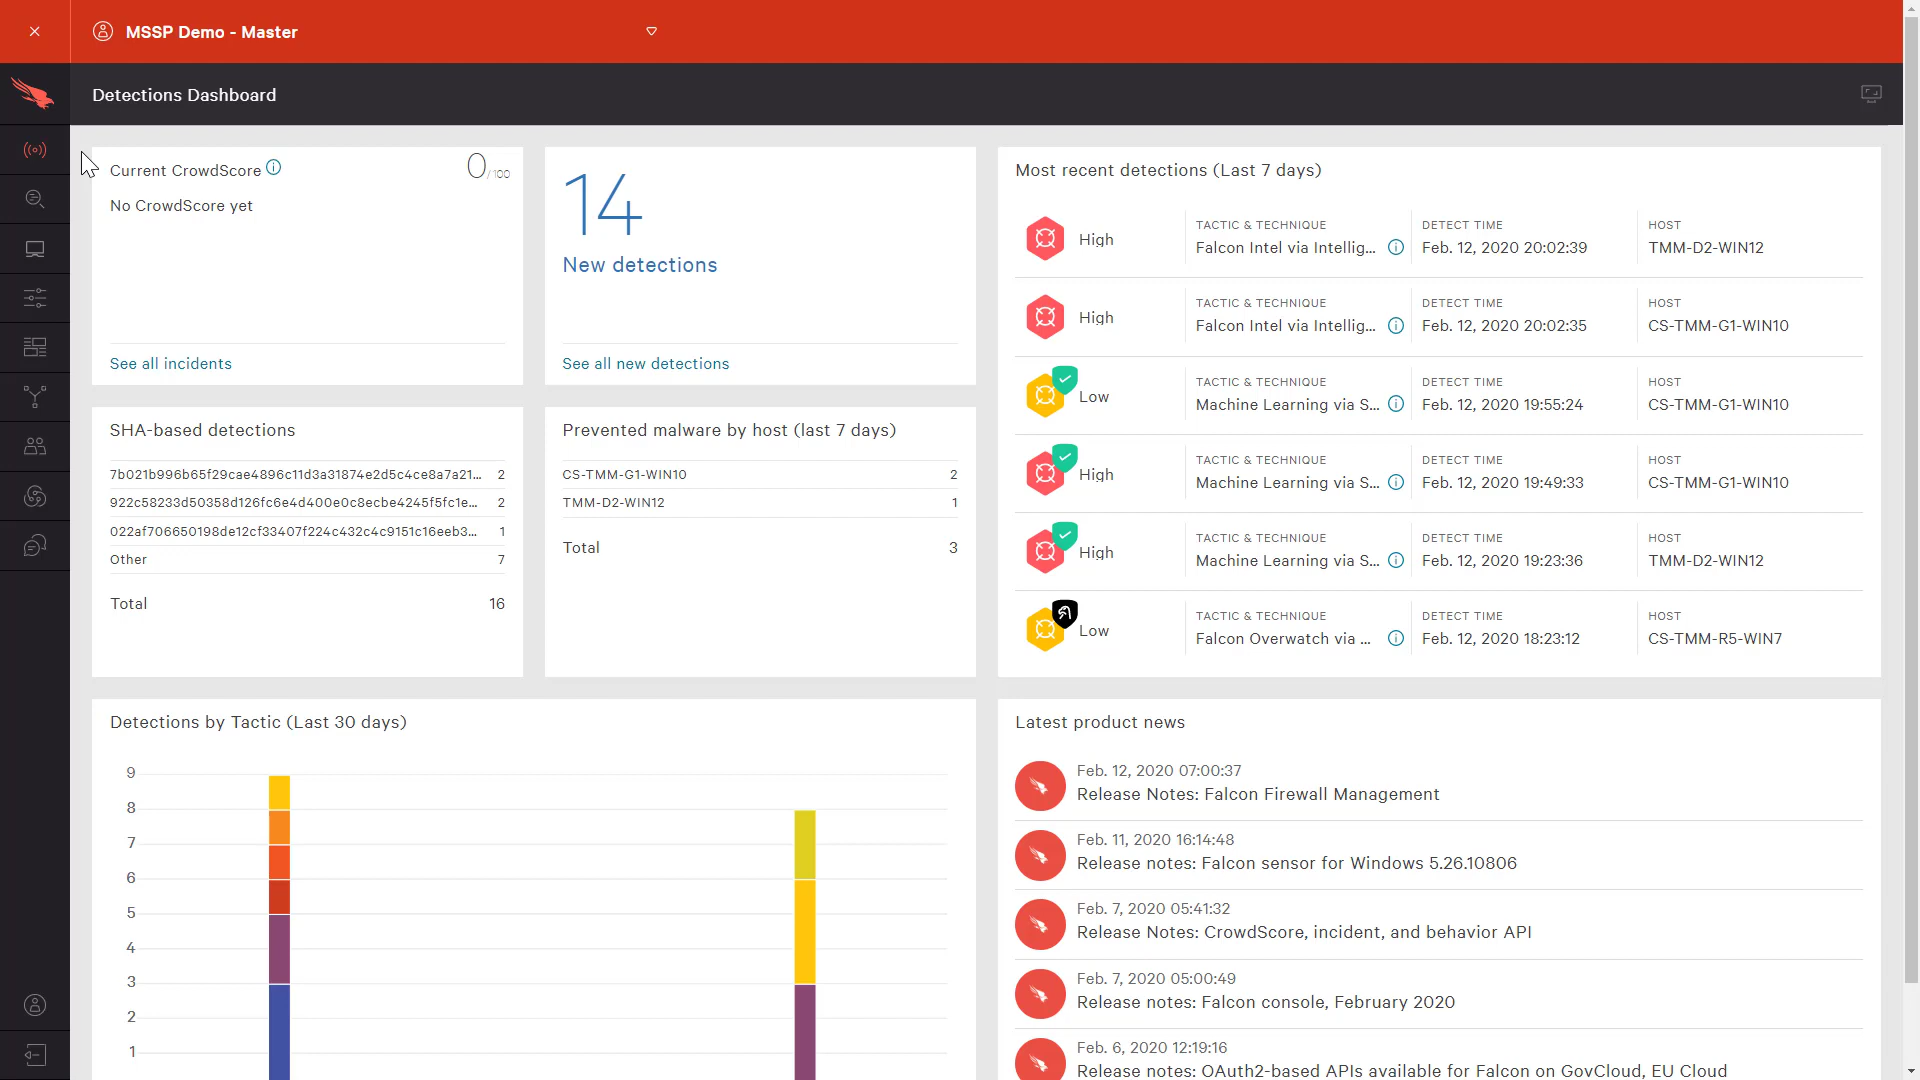 MSSP Demo - Master
Detections Dashboard
Current CrowdScore
0/100
No CrowdScore yet
See all incidents
14
New detections
See all new detections
Most recent detections (Last 7 days)
High
TACTIC & TECHNIQUE
Falcon Intel via Intellig...
DETECT TIME
Feb. 12, 2020 20:02:39
HOST
TMM-D2-WIN12
High
TACTIC & TECHNIQUE
Falcon Intel via Intellig...
DETECT TIME
Feb. 12, 2020 20:02:35
HOST
CS-TMM-G1-WIN10
Low
TACTIC & TECHNIQUE
Machine Learning via S...
DETECT TIME
Feb. 12, 2020 19:55:24
HOST
CS-TMM-G1-WIN10
High
TACTIC & TECHNIQUE
Machine Learning via S...
DETECT TIME
Feb. 12, 2020 19:49:33
HOST
CS-TMM-G1-WIN10
High
TACTIC & TECHNIQUE
Machine Learning via S...
DETECT TIME
Feb. 12, 2020 19:23:36
HOST
TMM-D2-WIN12
Low
TACTIC & TECHNIQUE
Falcon Overwatch via ...
DETECT TIME
Feb. 12, 2020 18:23:12
HOST
CS-TMM-R5-WIN7
SHA-based detections
7b021b996b65f29cae4896c11d3a31874e2d5c4ce8a7a21... 2
922c58233d50358d126fc6e4d400e0c8ecbe4245f5fc1e... 2
022af706650198de12cf33407f224c432c4c9151c16eeb3... 1
Other 7
Total 16
Prevented malware by host (last 7 days)
CS-TMM-G1-WIN10 2
TMM-D2-WIN12 1
Total 3
Detections by Tactic (Last 30 days)
9
8
7
6
5
4
3
2
1
Latest product news
Feb. 12, 2020 07:00:37
Release Notes: Falcon Firewall Management
Feb. 11, 2020 16:14:48
Release notes: Falcon sensor for Windows 5.26.10806
Feb. 7, 2020 05:41:32
Release Notes: CrowdScore, incident, and behavior API
Feb. 7, 2020 05:00:49
Release notes: Falcon console, February 2020
Feb. 6, 2020 12:19:16
Release notes: OAuth2-based APIs available for Falcon on GovCloud, EU Cloud